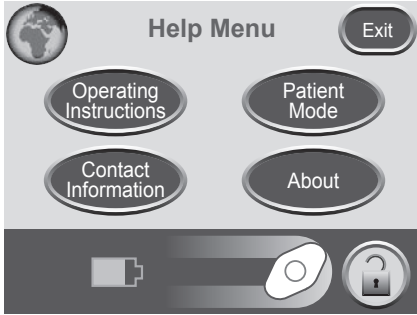 Help Menu
Exit
Operating
Instructions
Patient
Mode
Contact
Information
About